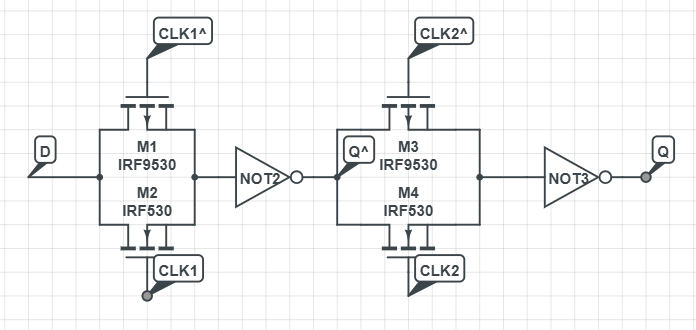 CLK1^
CLK2^
D
M1
IRF9530
M2
IRF530
NOT2
Q^
M3
IRF9530
M4
IRF530
NOT3
Q
CLK1
CLK2